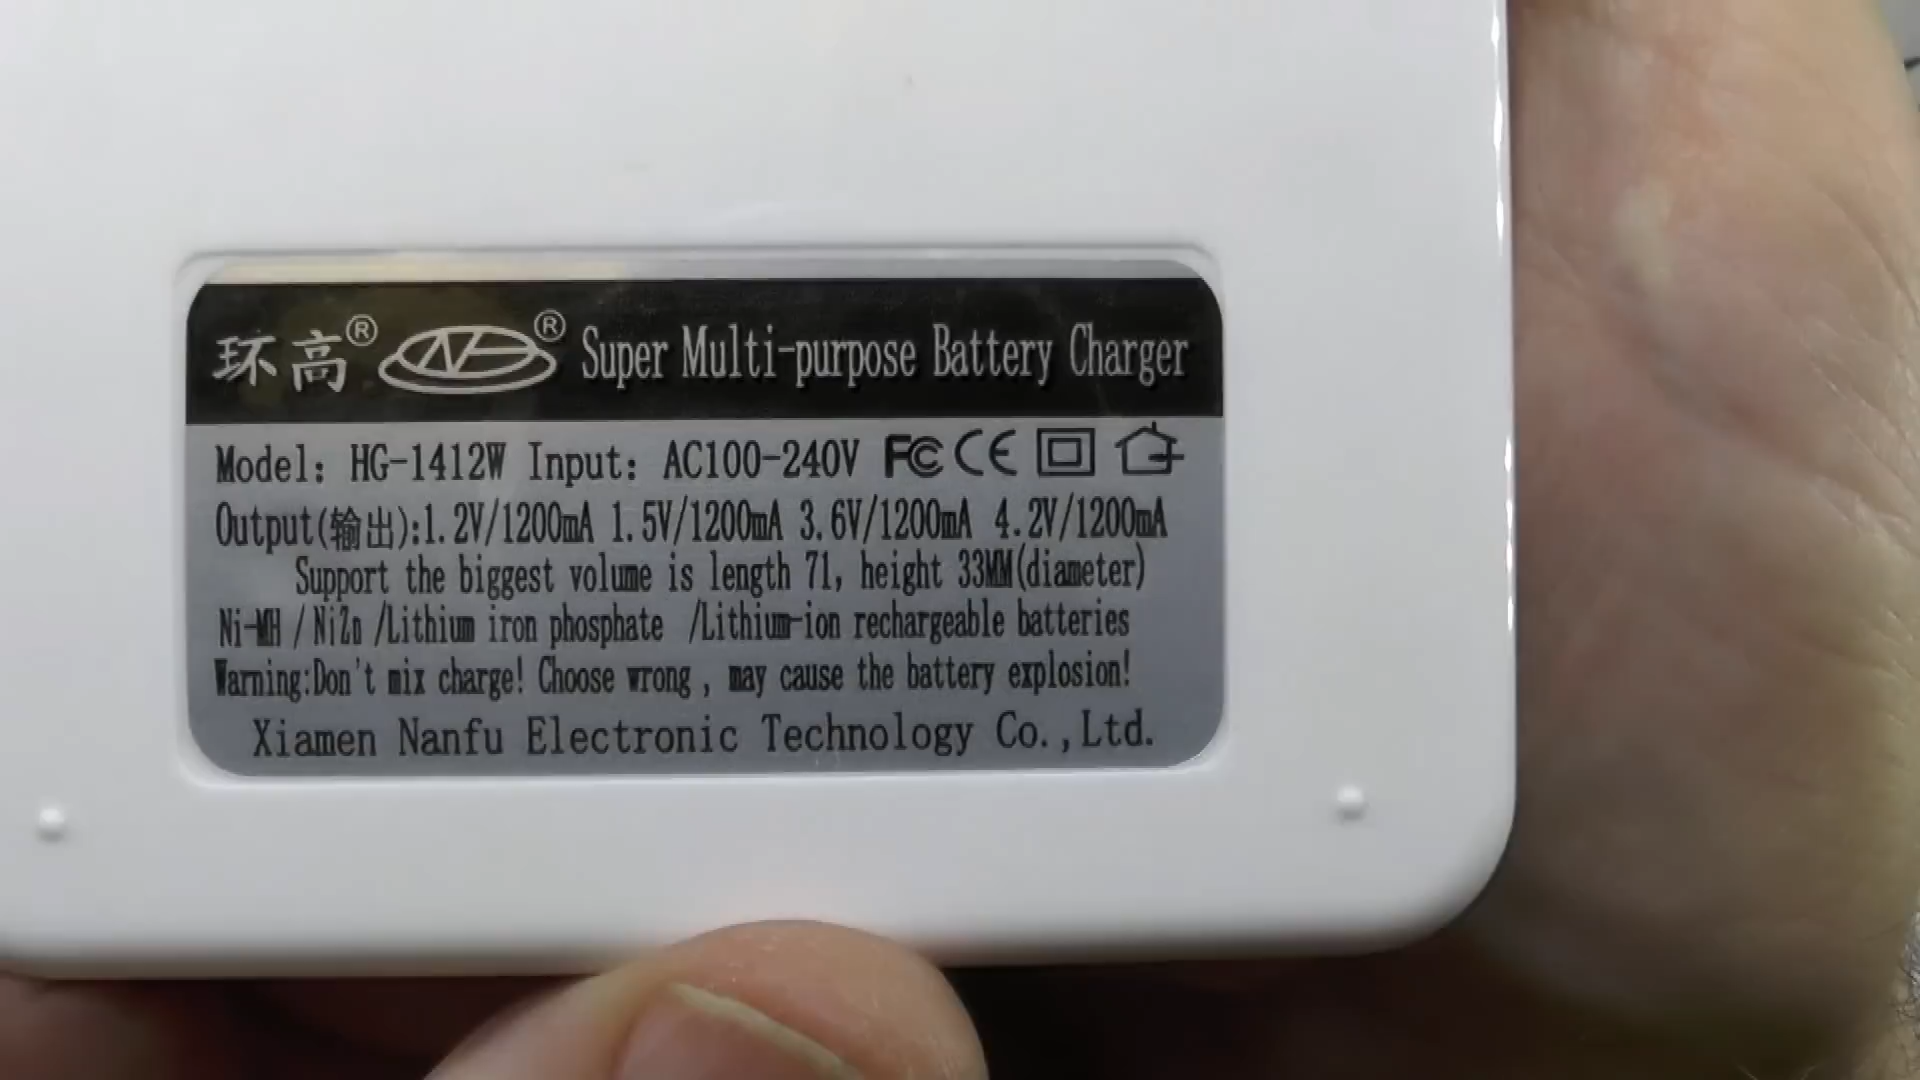 环高® ® Super Multi-purpose Battery Charger
Model: HG-1412W Input: AC100-240V FC CE
Output(输出):1.2V/1200mA 1.5V/1200mA 3.6V/1200mA 4.2V/1200mA
Support the biggest volume is length 71, height 33MM(diameter)
Ni-MH / NiZn /Lithium iron phosphate /Lithium-ion rechargeable batteries
Warning:Don't mix charge! Choose wrong , may cause the battery explosion!
Xiamen Nanfu Electronic Technology Co.,Ltd.